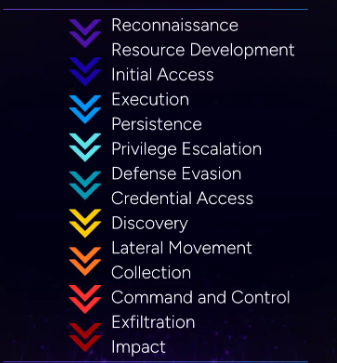 Reconnaissance
Resource Development
Initial Access
Execution
Persistence
Privilege Escalation
Defense Evasion
Credential Access
Discovery
Lateral Movement
Collection
Command and Control
Exfiltration
Impact